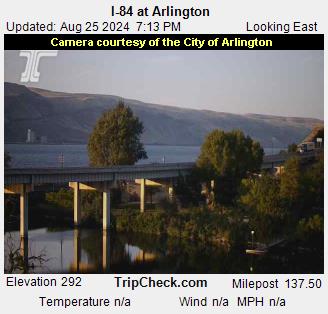 I-84 at Arlington
Updated: Aug 25 2024 7:13 PM Looking East
Camera courtesy of the City of Arlington
Elevation 292 TripCheck.com Milepost 137.50
Temperature n/a Wind n/a MPH n/a